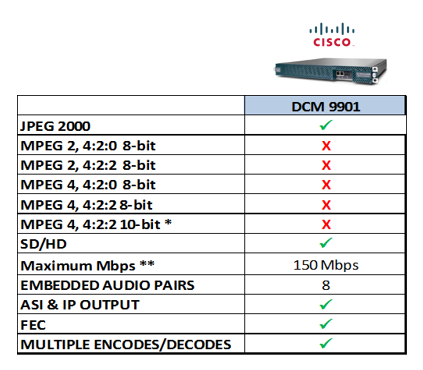 CISCO
DCM 9901
JPEG 2000 ✓
MPEG 2, 4:2:0 8-bit X
MPEG 2, 4:2:2 8-bit X
MPEG 4, 4:2:0 8-bit X
MPEG 4, 4:2:2 8-bit X
MPEG 4, 4:2:2 10-bit * X
SD/HD ✓
Maximum Mbps ** 150 Mbps
EMBEDDED AUDIO PAIRS 8
ASI & IP OUTPUT ✓
FEC ✓
MULTIPLE ENCODES/DECODES ✓